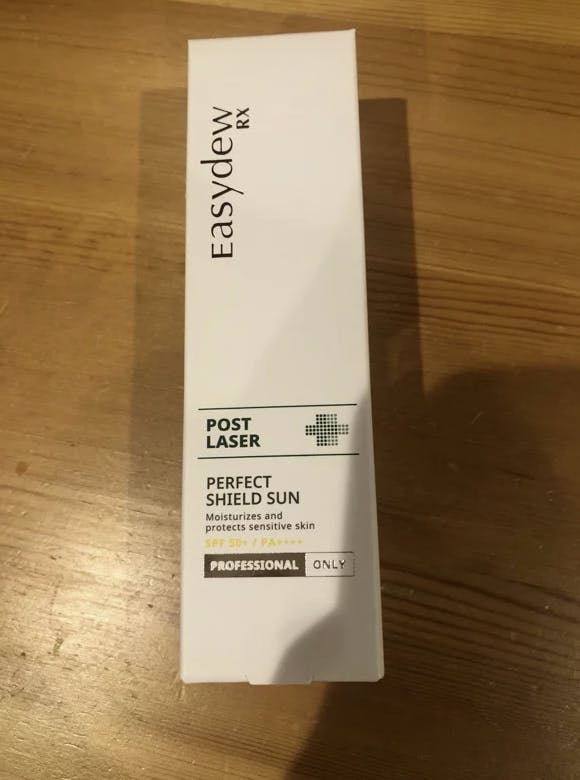 Easydew
RX
POST
LASER
PERFECT
SHIELD SUN
Moisturizes and
protects sensitive skin
SPF 50+ / PA++++
PROFESSIONAL ONLY